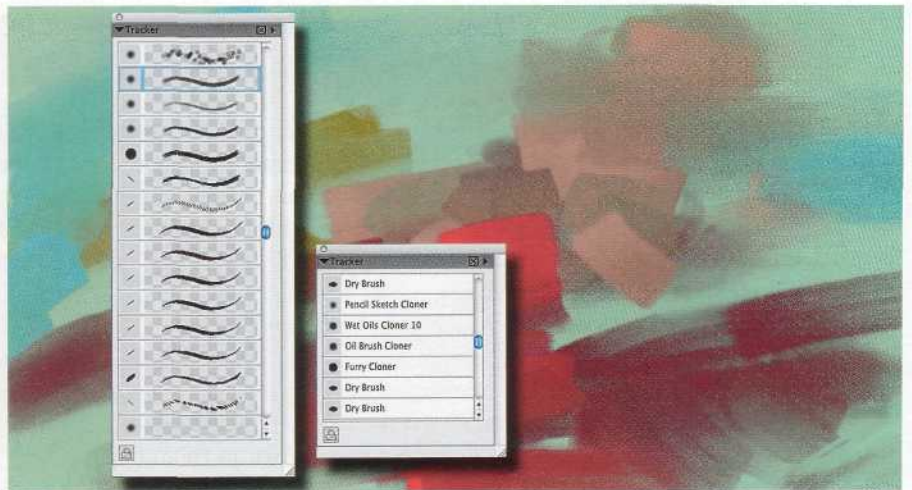 Tracker
Tracker
Dry Brush
Pencil Sketch Cloner
Wet Oils Cloner 10
Oil Brush Cloner
Furry Cloner
Dry Brush
Dry Brush